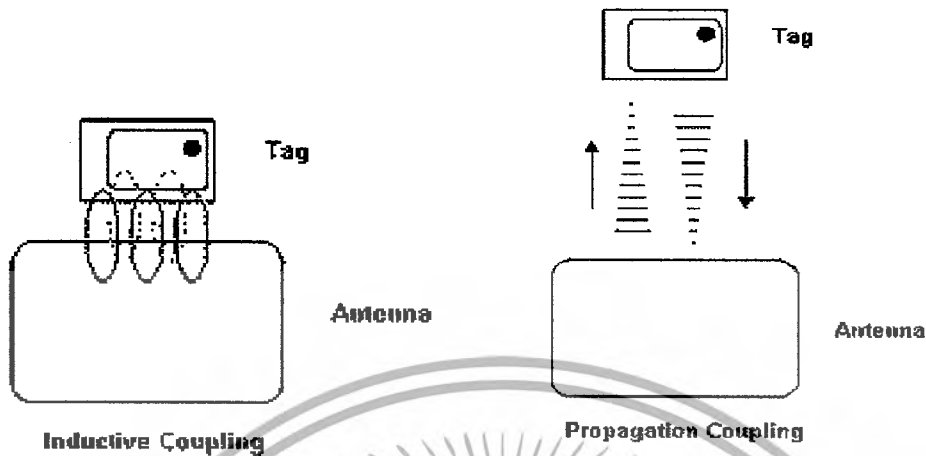 Tag
Antenna
Inductive Coupling
Tag
Antenna
Propagation Coupling